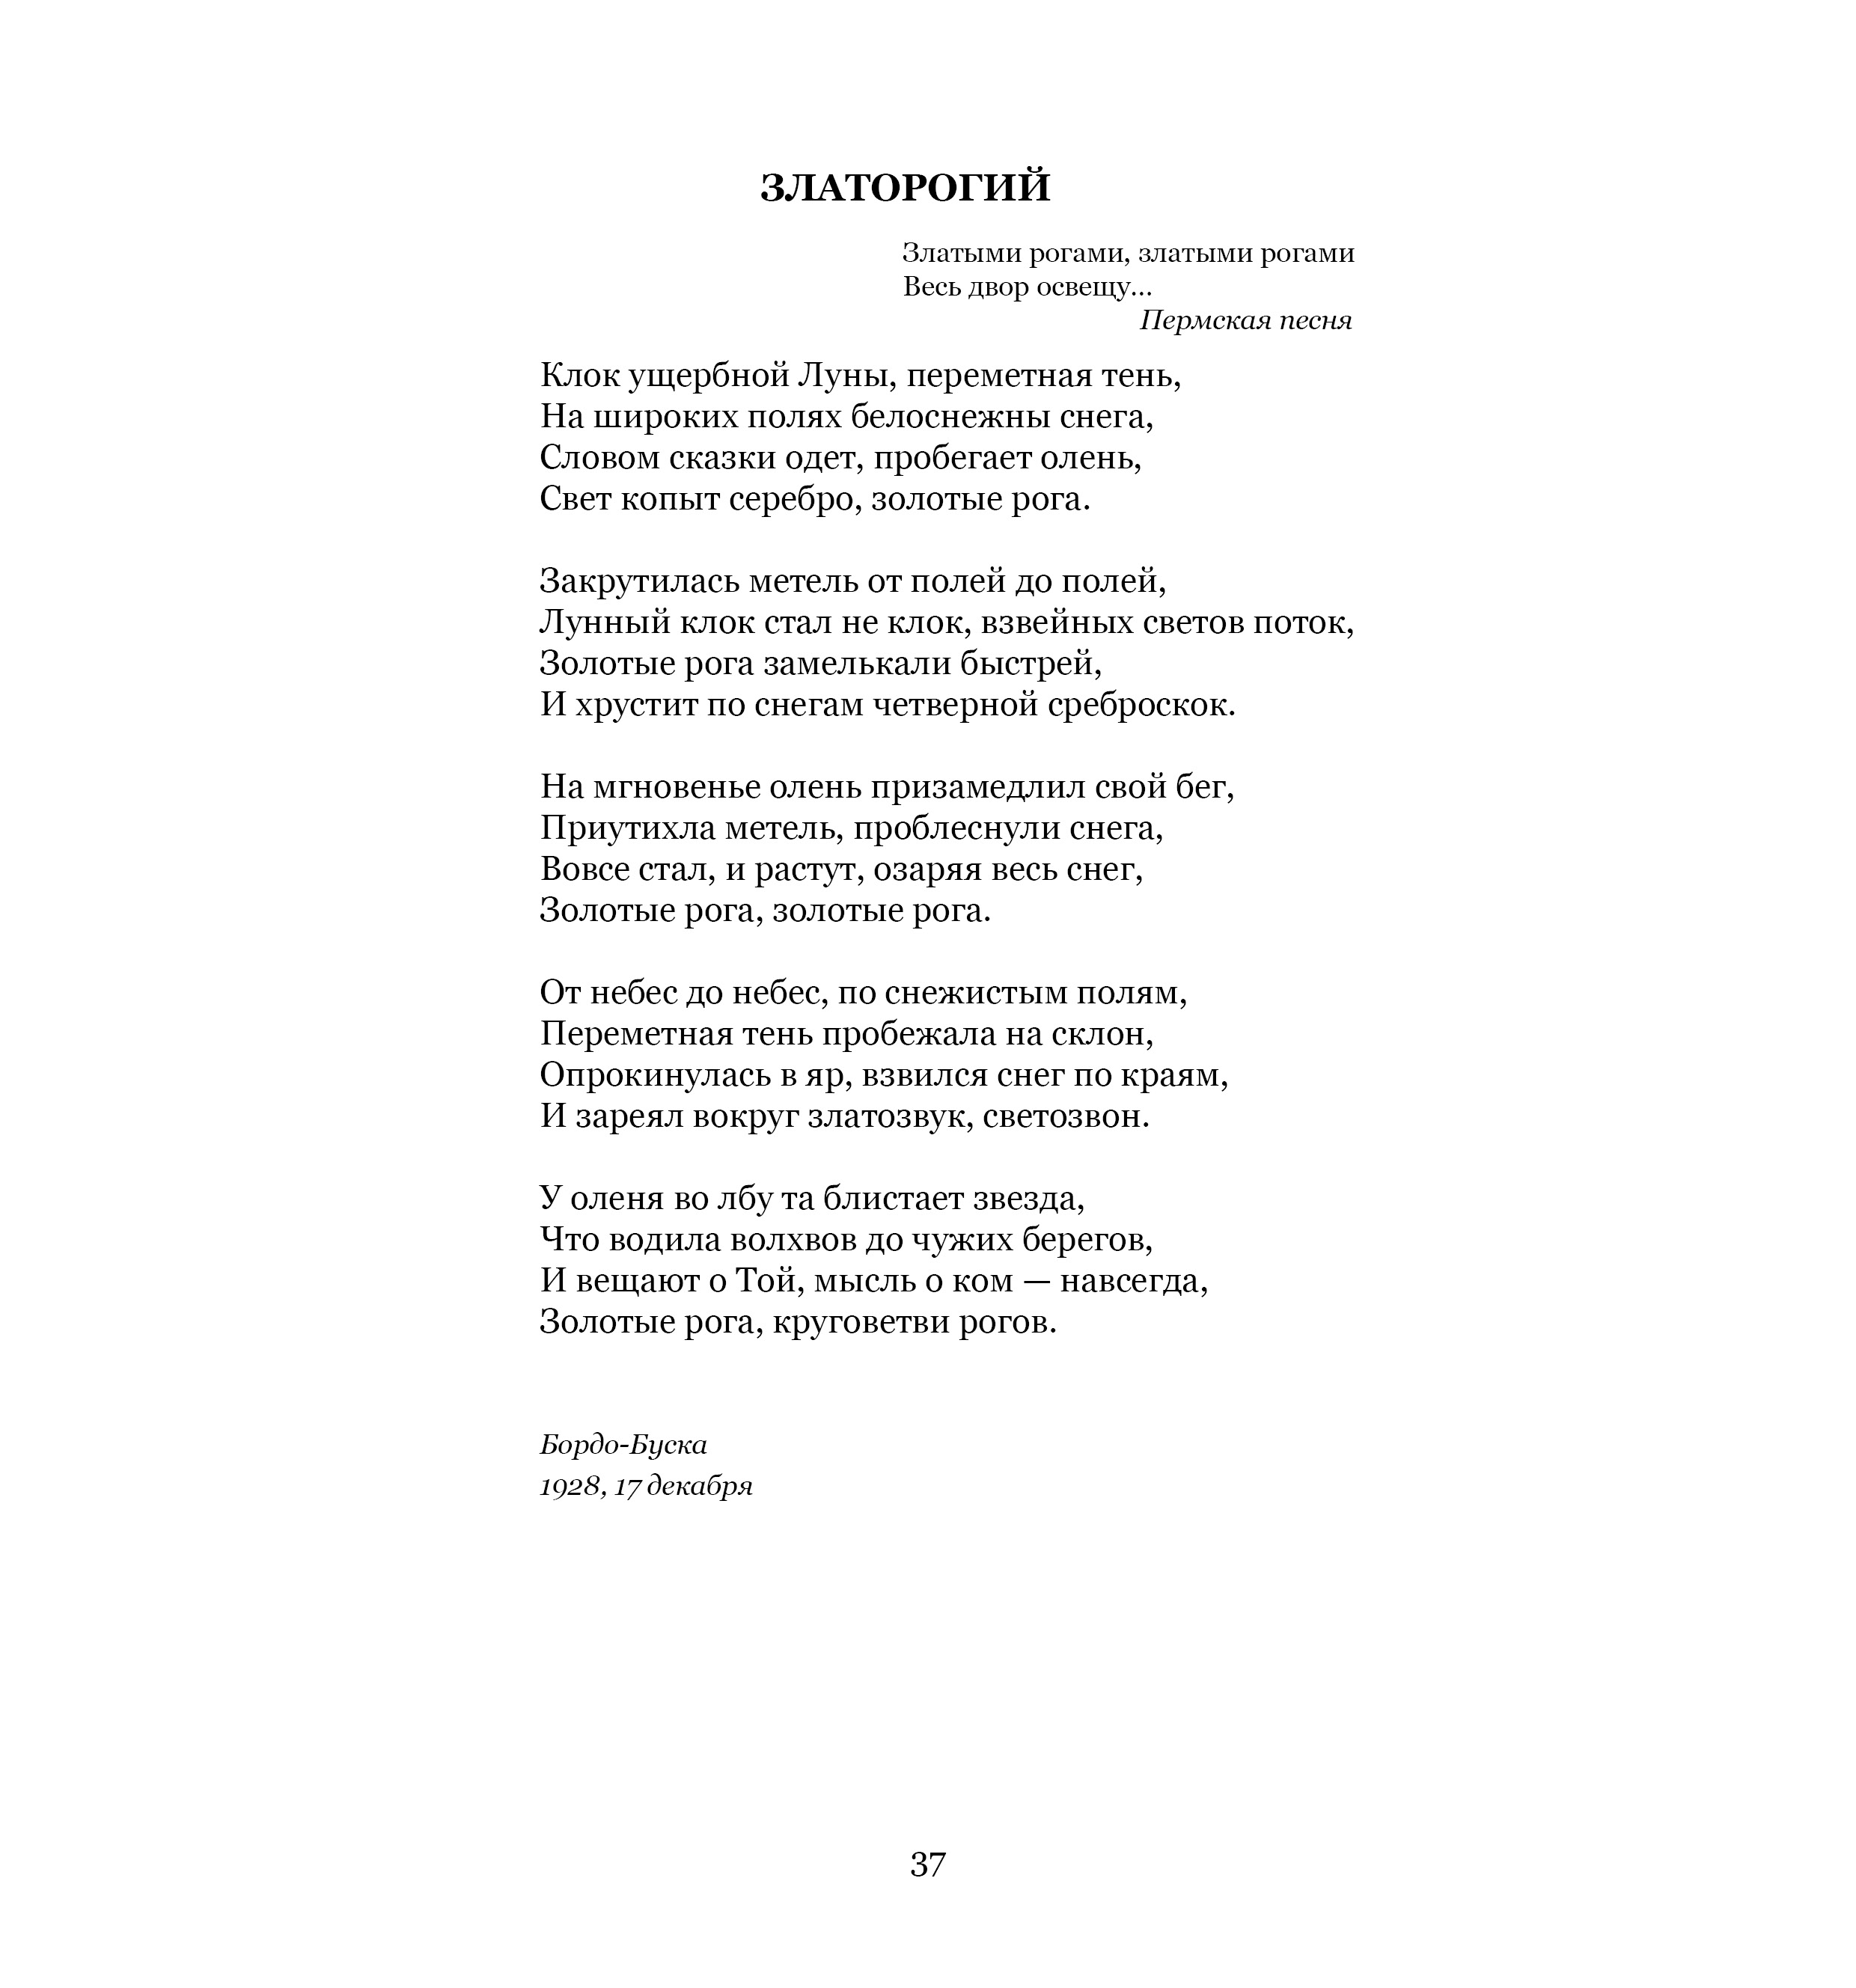 ЗЛАТОРОГИЙ
Златыми рогами, златыми рогами
Весь двор освещу...
Пермская песня
Клок ущербной Луны, переметная тень,
На широких полях белоснежны снега,
Словом сказки одет, пробегает олень,
Свет копыт серебро, золотые рога.
Закрутилась метель от полей до полей,
Лунный клок стал не клок, взвейных светов поток,
Золотые рога замелькали быстрей,
И хрустит по снегам четверной среброскок.
На мгновенье олень призамедлил свой бег,
Приутихла метель, проблеснули снега,
Вовсе стал, и растут, озаряя весь снег,
Золотые рога, золотые рога.
От небес до небес, по снежистым полям,
Переметная тень пробежала на склон,
Опрокинулась в яр, взвился снег по краям,
И зареял вокруг златозвук, светозвон.
У оленя во лбу та блистает звезда,
Что водила волхвов до чужих берегов,
И вещают о Той, мысль о ком — навсегда,
Золотые рога, круговетви рогов.
Бордо-Буска
1928, 17 декабря
37